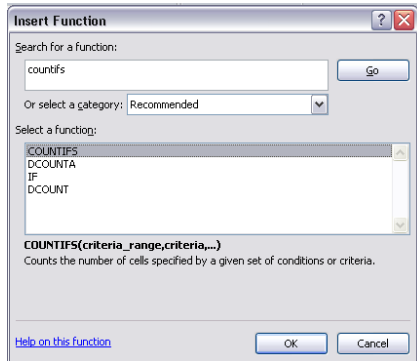 Insert Function
Search for a function:
countifs
Go
Or select a category: Recommended
Select a function:
COUNTIFS
DCOUNTA
IF
DCOUNT
COUNTIFS(criteria_range,criteria,...)
Counts the number of cells specified by a given set of conditions or criteria.
Help on this function
OK
Cancel